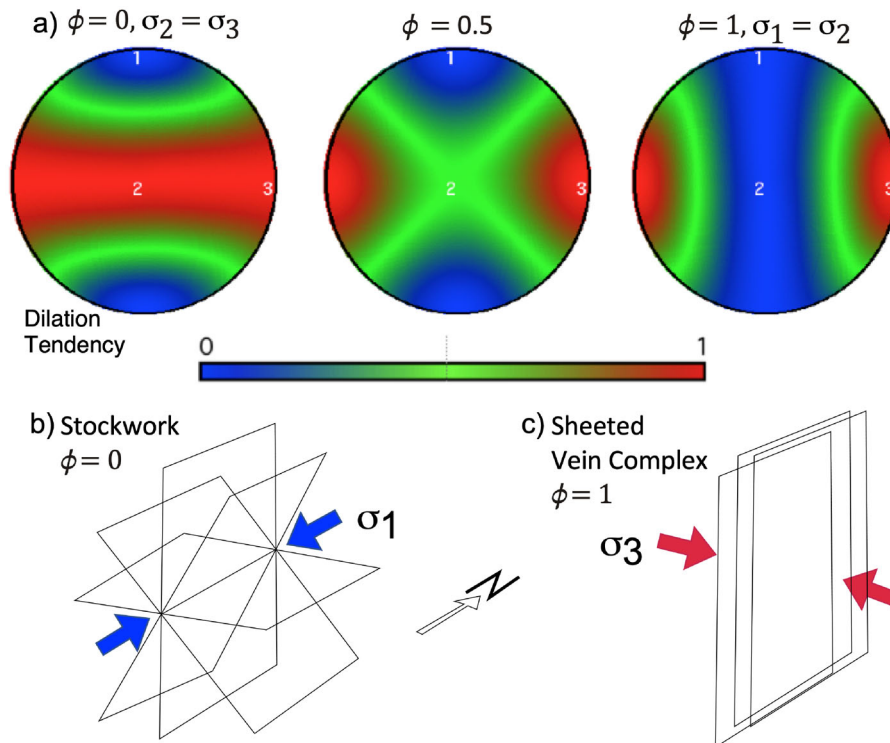 a) ϕ = 0, σ₂ = σ₃
ϕ = 0.5
ϕ = 1, σ₁ = σ₂
1
2
3
1
2
3
1
2
3
Dilation
Tendency
0
1
b) Stockwork
ϕ = 0
σ1
N
c) Sheeted
Vein Complex
ϕ = 1
σ3